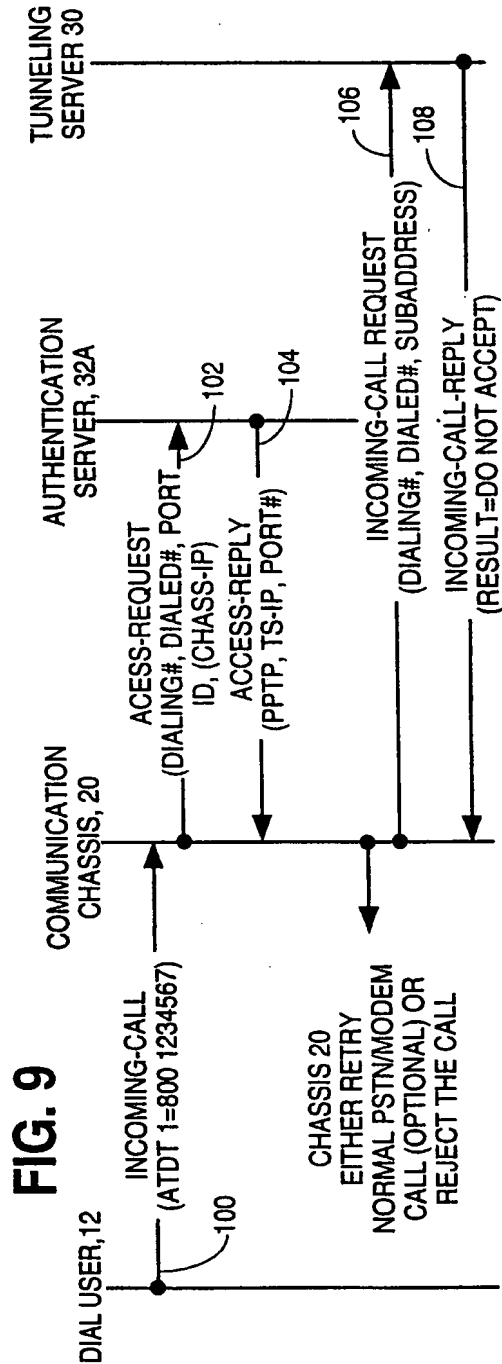 FIG. 9
DIAL USER,12
COMMUNICATION
CHASSIS, 20
AUTHENTICATION
SERVER, 32A
TUNNELING
SERVER 30
INCOMING-CALL
(ATDT 1=800 1234567)
100
ACESS-REQUEST
(DIALING#, DIALED#, PORT
ID, (CHASS-IP)
102
ACCESS-REPLY
(PPTP, TS-IP, PORT#)
104
CHASSIS 20
EITHER RETRY
NORMAL PSTN/MODEM
CALL (OPTIONAL) OR
REJECT THE CALL
INCOMING-CALL REQUEST
(DIALING#, DIALED#, SUBADDRESS)
106
INCOMING-CALL-REPLY
(RESULT=DO NOT ACCEPT)
108